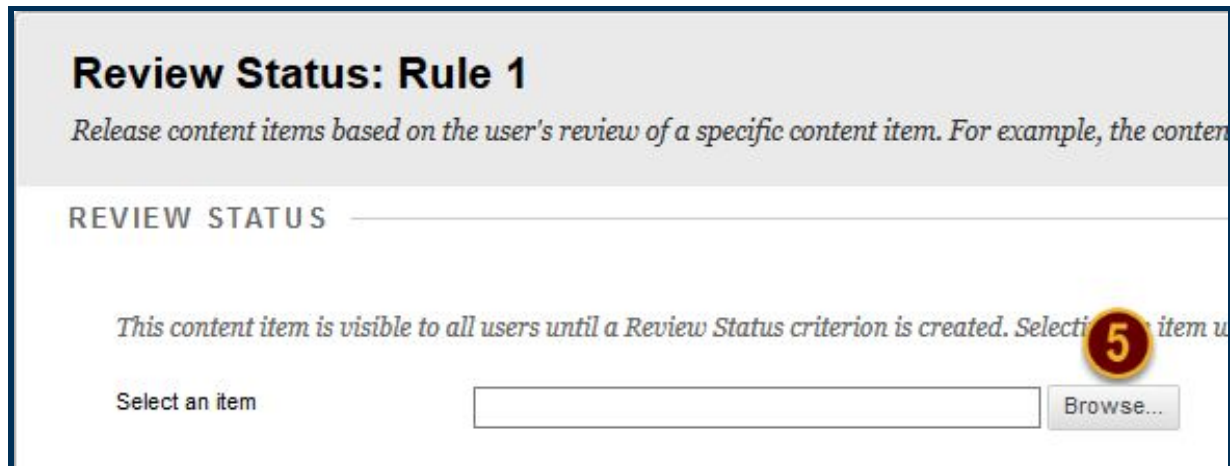 Review Status: Rule 1
Release content items based on the user's review of a specific content item. For example, the conten
REVIEW STATUS
This content item is visible to all users until a Review Status criterion is created. Selecti item
5
Select an item
Browse...